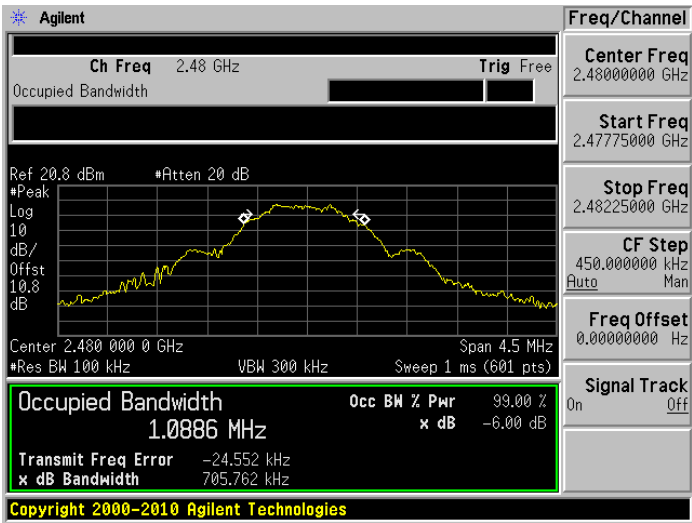 Agilent
Freq/Channel
Ch Freq 2.48 GHz Trig Free
Occupied Bandwidth
Center Freq
2.48000000 GHz
Start Freq
2.47775000 GHz
Stop Freq
2.48225000 GHz
CF Step
450.000000 kHz
Auto Man
Freq Offset
0.00000000 Hz
Signal Track
On Off
Ref 20.8 dBm #Atten 20 dB
#Peak
Log
10
dB/
Offst
10.8
dB
Center 2.480 000 0 GHz Span 4.5 MHz
#Res BW 100 kHz VBW 300 kHz Sweep 1 ms (601 pts)
Occupied Bandwidth Occ BW % Pwr 99.00 %
1.0886 MHz x dB -6.00 dB
Transmit Freq Error -24.552 kHz
x dB Bandwidth 705.762 kHz
Copyright 2000-2010 Agilent Technologies